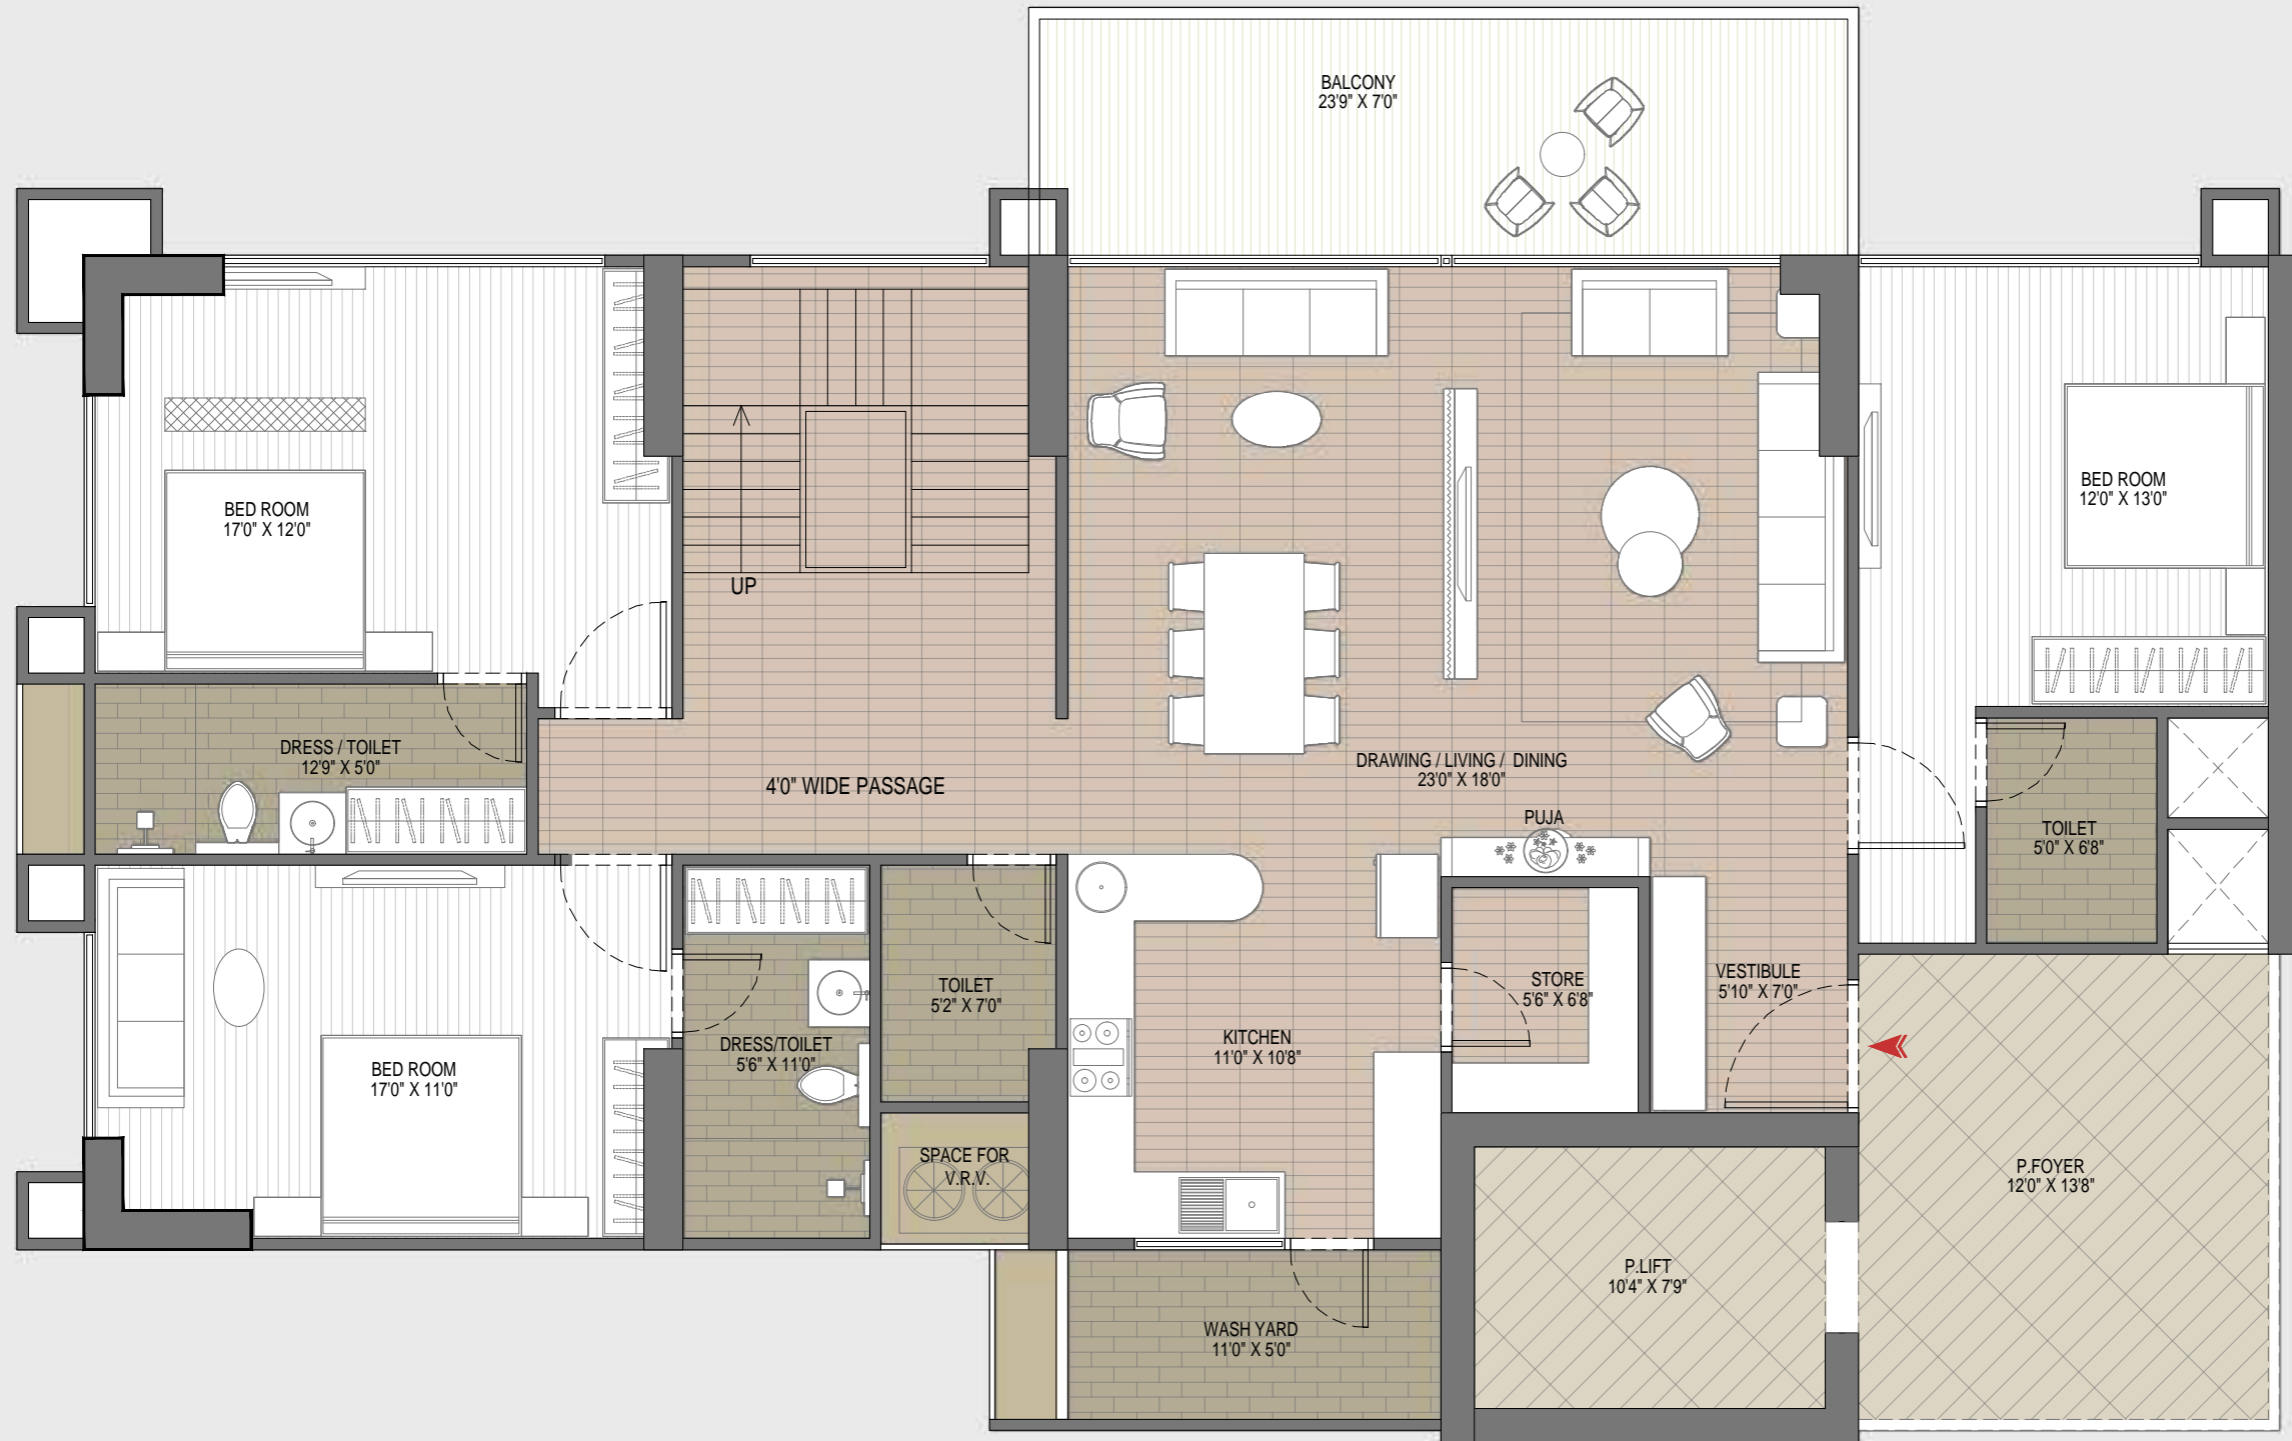 BALCONY
23'9" X 7'0"
BED ROOM
17'0" X 12'0"
BED ROOM
12'0" X 13'0"
UP
DRESS / TOILET
12'9" X 5'0"
4'0" WIDE PASSAGE
DRAWING / LIVING / DINING
23'0" X 18'0"
PUJA
TOILET
5'0" X 6'8"
TOILET
5'2" X 7'0"
STORE
5'6" X 6'8"
VESTIBULE
5'10" X 7'0"
KITCHEN
11'0" X 10'8"
DRESS/TOILET
5'6" X 11'0"
BED ROOM
17'0" X 11'0"
SPACE FOR
V.R.V.
P.FOYER
12'0" X 13'8"
P.LIFT
10'4" X 7'9"
WASH YARD
11'0" X 5'0"